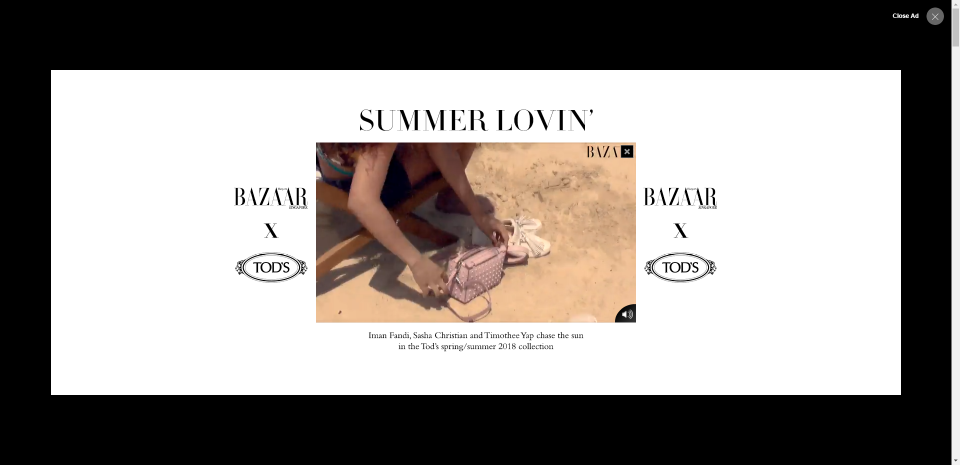 Close Ad
SUMMER LOVIN'
BAZA
BAZAAR
SINGAPORE
X
TOD'S
BAZAAR
SINGAPORE
X
TOD'S
Iman Fandi, Sasha Christian and Timothee Yap chase the sun
in the Tod's spring/summer 2018 collection